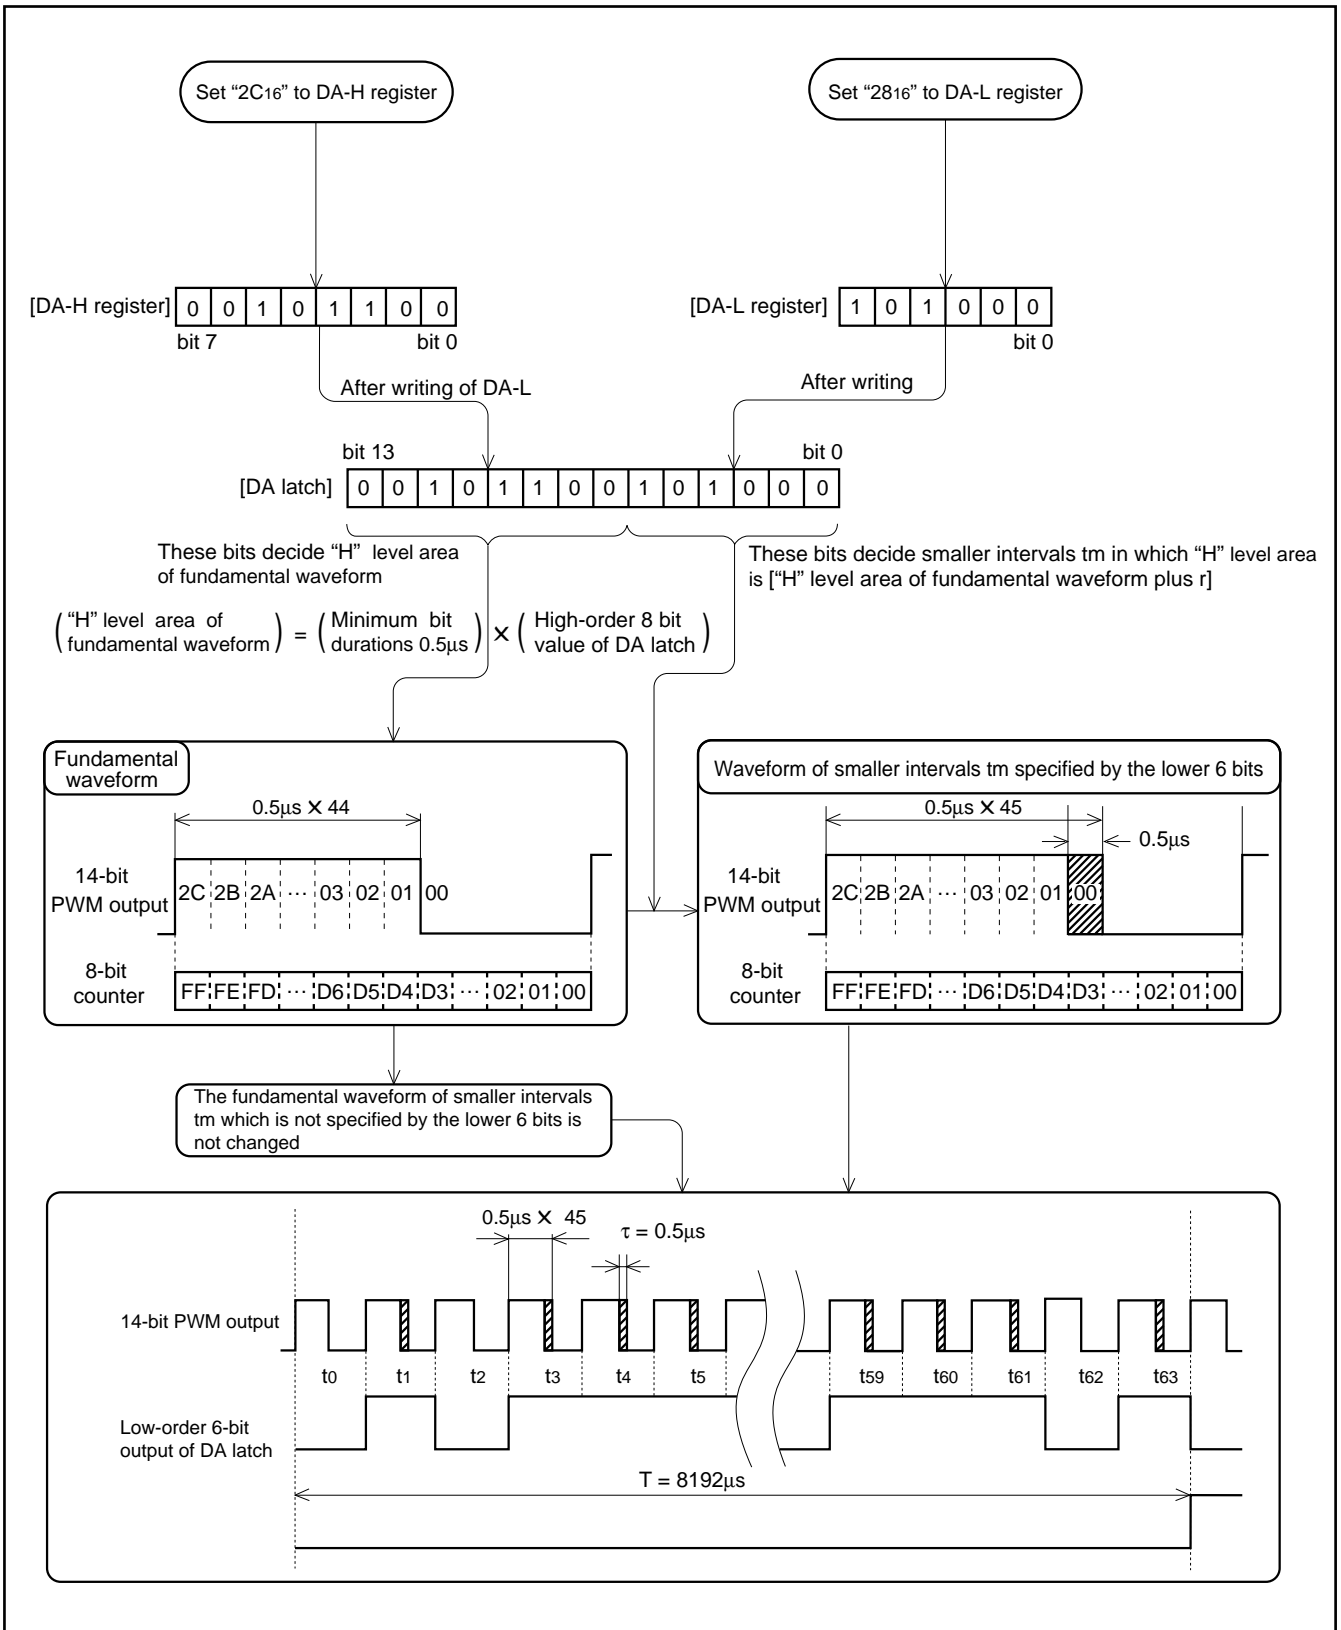 Set “2C16” to DA-H register
Set “2816” to DA-L register
[DA-H register] 0 0 1 0 1 1 0 0
bit 7 bit 0
[DA-L register] 1 0 1 0 0 0
bit 0
After writing of DA-L
After writing
bit 13 bit 0
[DA latch] 0 0 1 0 1 1 0 0 1 0 1 0 0 0
These bits decide “H” level area
of fundamental waveform
These bits decide smaller intervals tm in which “H” level area
is [“H” level area of fundamental waveform plus r]
(“H” level area of fundamental waveform) = (Minimum bit durations 0.5μs) × (High-order 8 bit value of DA latch)
Fundamental
waveform
0.5μs × 44
14-bit
PWM output
2C 2B 2A ··· 03 02 01 00
8-bit
counter
FF FE FD ··· D6 D5 D4 D3 ··· 02 01 00
Waveform of smaller intervals tm specified by the lower 6 bits
0.5μs × 45
0.5μs
14-bit
PWM output
2C 2B 2A ··· 03 02 01 00
8-bit
counter
FF FE FD ··· D6 D5 D4 D3 ··· 02 01 00
The fundamental waveform of smaller intervals
tm which is not specified by the lower 6 bits is
not changed
0.5μs × 45
τ = 0.5μs
14-bit PWM output
t0 t1 t2 t3 t4 t5 t59 t60 t61 t62 t63
Low-order 6-bit
output of DA latch
T = 8192μs